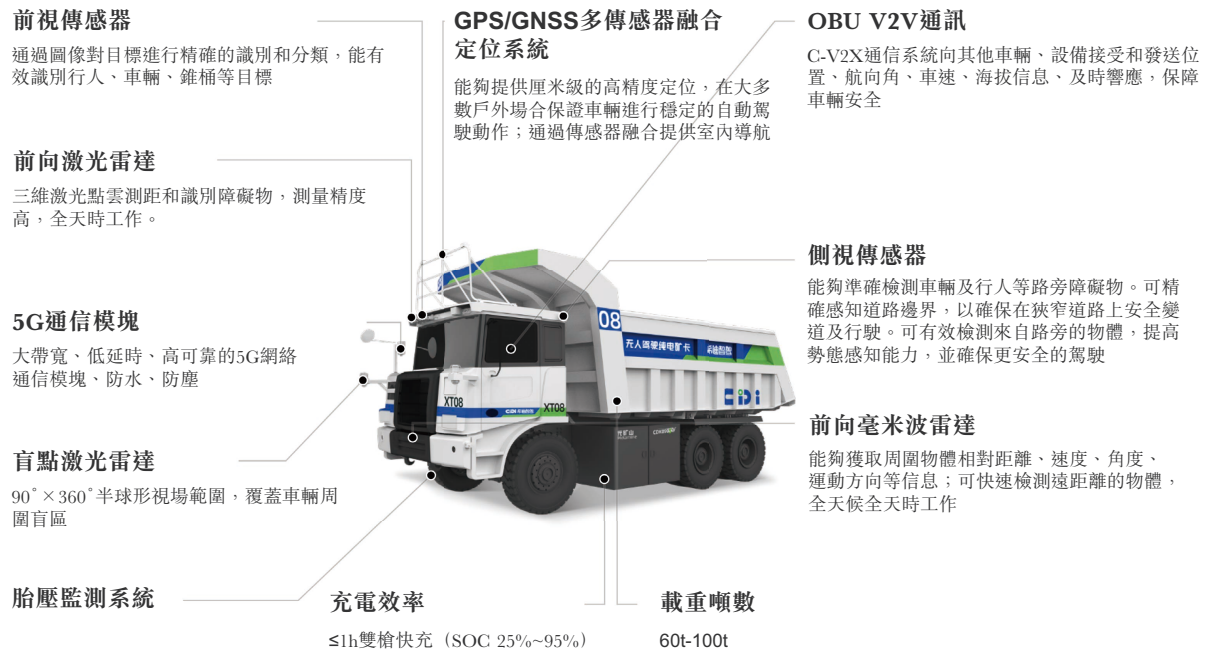 前視傳感器
通過圖像對目標進行精確的識別和分類，能有
效識別行人、車輛、錐桶等目標
前向激光雷達
三維激光點雲測距和識別障礙物，測量精度
高，全天時工作。
5G通信模塊
大帶寬、低延時、高可靠的5G網絡
通信模塊、防水、防塵
盲點激光雷達
90°×360°半球形視場範圍，覆蓋車輛周
圍盲區
胎壓監測系統
GPS/GNSS多傳感器融合
定位系統
能夠提供厘米級的高精度定位，在大多
數戶外場合保證車輛進行穩定的自動駕
駛動作；通過傳感器融合提供室內導航
OBU V2V通訊
C-V2X通信系統向其他車輛、設備接受和發送位
置、航向角、車速、海拔信息、及時響應，保障
車輛安全
側視傳感器
能夠準確檢測車輛及行人等路旁障礙物。可精
確感知道路邊界，以確保在狹窄道路上安全變
道及行駛。可有效檢測來自路旁的物體，提高
勢態感知能力，並確保更安全的駕駛
前向毫米波雷達
能夠獲取周圍物體相對距離、速度、角度、
運動方向等信息；可快速檢測遠距離的物體，
全天候全天時工作
08
无人驾驶纯电矿卡
希迪智驾
CiDi
XT08
CiDi
XT08
充電效率
≤1h雙槍快充（SOC 25%~95%）
載重噸數
60t-100t